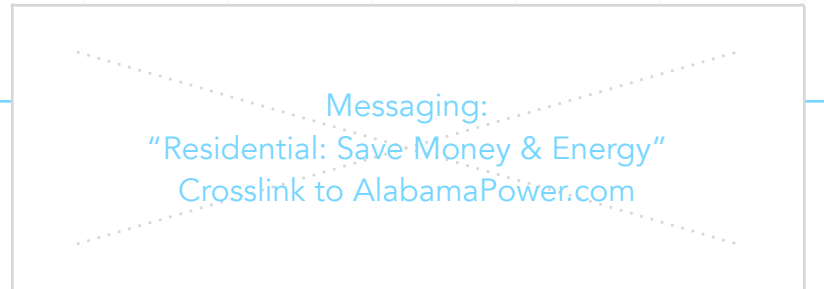 Messaging:
“Residential: Save Money & Energy”
Crosslink to AlabamaPower.com